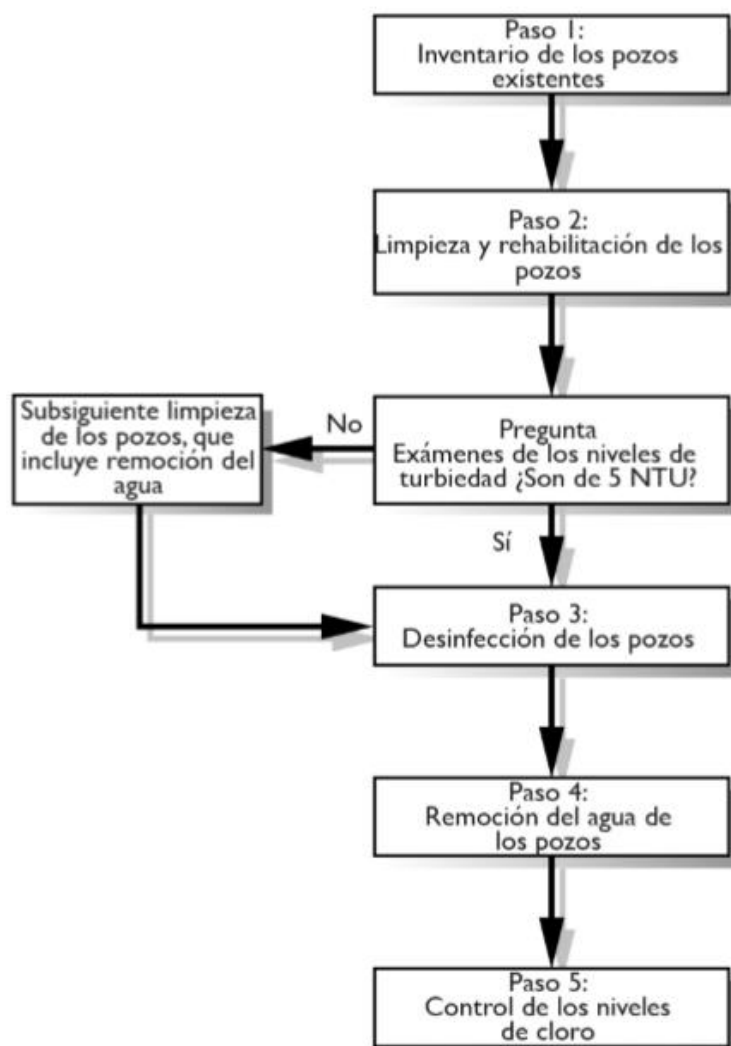 Paso 1:
Inventario de los pozos
existentes
Paso 2:
Limpieza y rehabilitación de los
pozos
Pregunta
Exámenes de los niveles de
turbiedad ¿Son de 5 NTU?
No
Subsiguiente limpieza
de los pozos, que
incluye remoción del
agua
Sí
Paso 3:
Desinfección de los pozos
Paso 4:
Remoción del agua de
los pozos
Paso 5:
Control de los niveles
de cloro